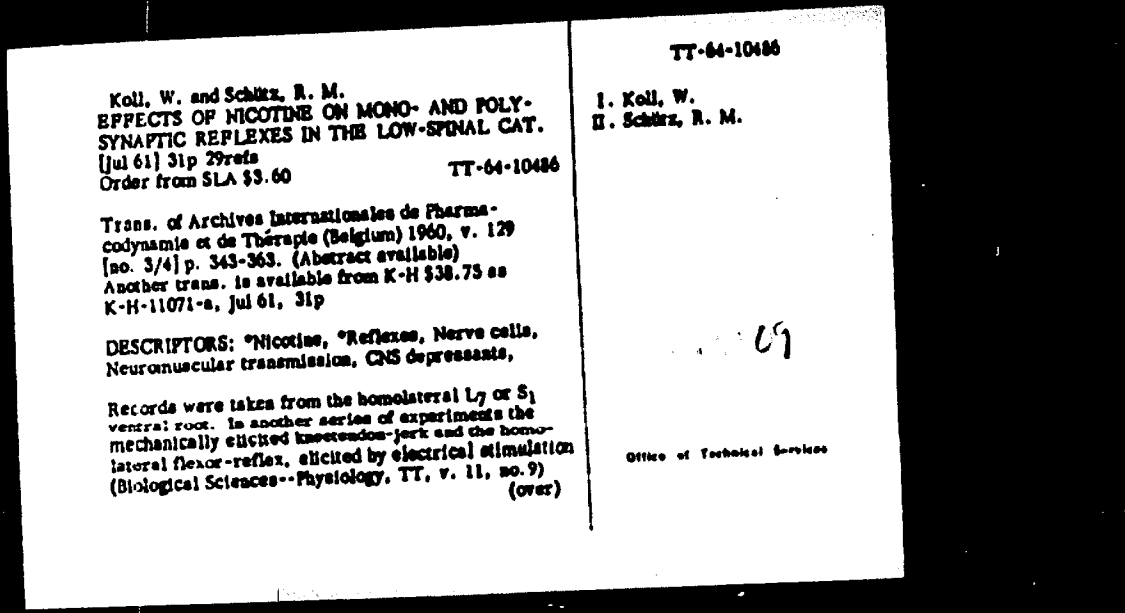 Koll, W. and Schütz, R. M.
EFFECTS OF NICOTINE ON MONO- AND POLY-
SYNAPTIC REFLEXES IN THE LOW-SPINAL CAT.
[Jul 61] 31p 29refs
Order from SLA $3.60 TT-64-10486
Trans. of Archives Internationales de Pharma-
codynamie et de Thérapie (Belgium) 1960, v. 129
[no. 3/4] p. 343-363. (Abstract available)
Another trans. is available from K-H $38.75 as
K-H-11071-a, Jul 61, 31p
DESCRIPTORS: *Nicotine, *Reflexes, Nerve cells,
Neuromuscular transmission, CNS depressants,
Records were taken from the homolateral L7 or S1
ventral root. In another series of experiments the
mechanically elicited kneetendon-jerk and the homo-
lateral flexor-reflex, elicited by electrical stimulation
(Biological Sciences--Physiology, TT, v. 11, no. 9)
(over)
TT-64-10486
I. Koll, W.
II. Schütz, R. M.
Office of Technical Services